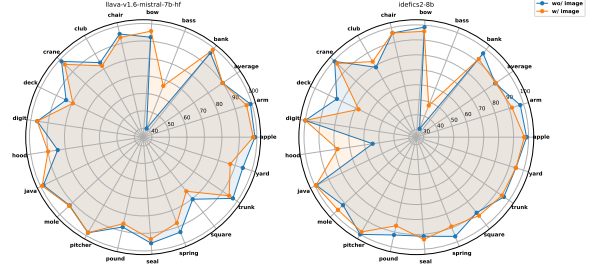 llava-v1.6-mistral-7b-hf
idefics2-8b
wo/ image
w/ image
apple
arm
average
bank
bass
bow
chair
club
crane
deck
digit
hood
java
mole
pitcher
pound
seal
spring
square
trunk
yard
40
50
60
70
80
90
100
apple
arm
average
bank
bass
bow
chair
club
crane
deck
digit
hood
java
mole
pitcher
pound
seal
spring
square
trunk
yard
30
40
50
60
70
80
90
100